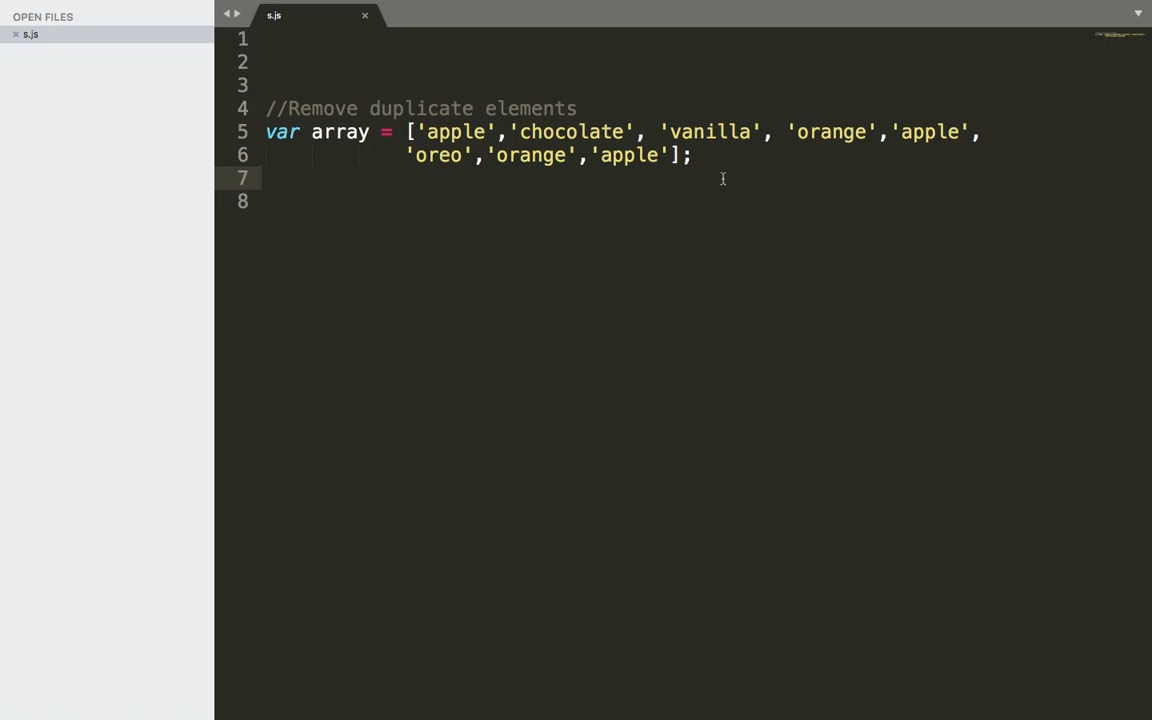 OPEN FILES
× s.js
s.js ×
1
2
3
4 //Remove duplicate elements
5 var array = ['apple','chocolate', 'vanilla', 'orange','apple',
6 'oreo','orange','apple'];
7
8